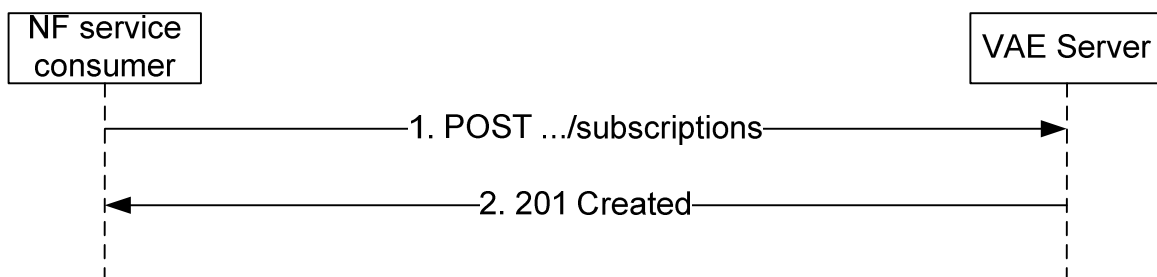 NF service
consumer
VAE Server
1. POST .../subscriptions
2. 201 Created